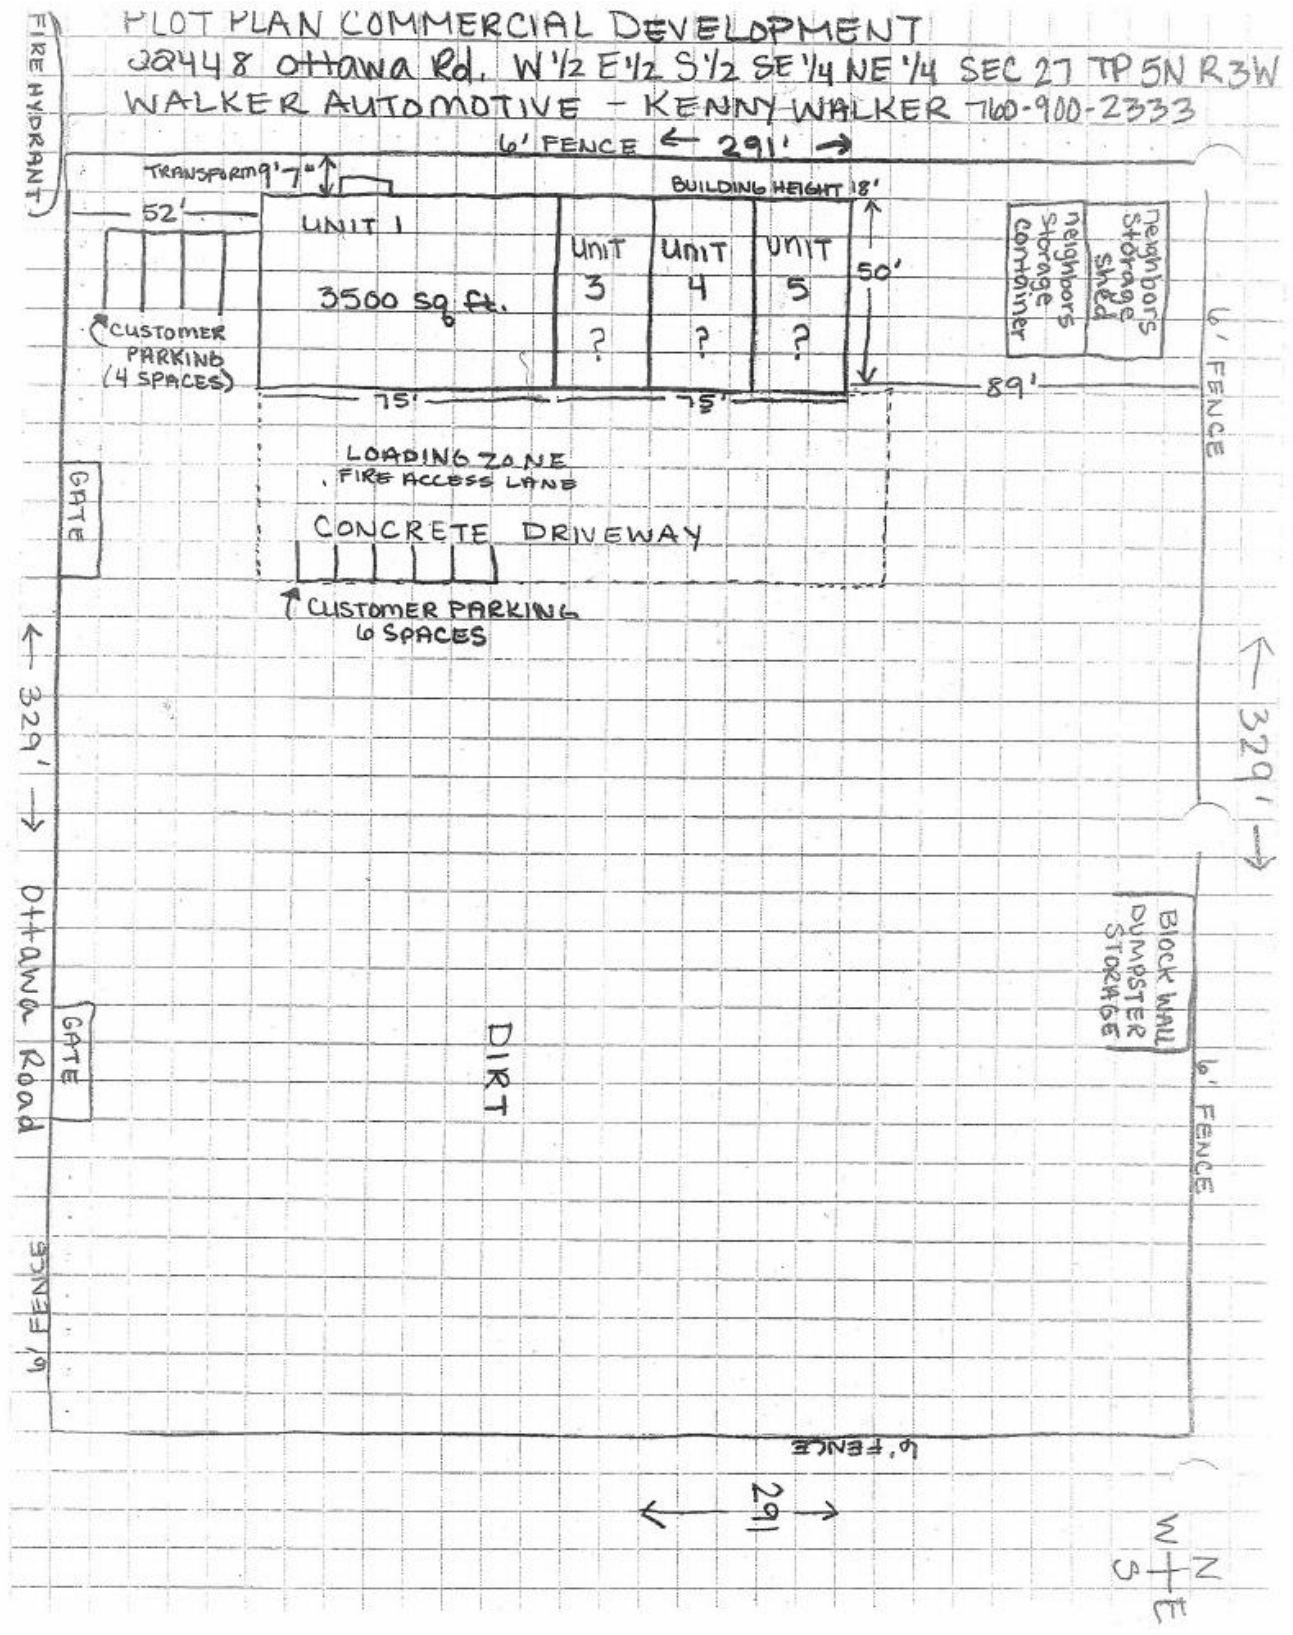 PLOT PLAN COMMERCIAL DEVELOPMENT
22448 Ottawa Rd. W 1/2 E 1/2 S 1/2 SE 1/4 NE 1/4 SEC 27 TP 5N R3W
WALKER AUTOMOTIVE - KENNY WALKER 760-900-2333
FIRE HYDRANT
6' FENCE ← 291' →
TRANSFORM 9'7"
BUILDING HEIGHT 18'
52'
UNIT 1
3500 sq ft.
UNIT 3 ?
UNIT 4 ?
UNIT 5 ?
50'
neighbors Storage Container
neighbors Storage Shed
6' FENCE
CUSTOMER
PARKING
(4 SPACES)
75'
75'
89'
LOADING ZONE
FIRE ACCESS LANE
GATE
CONCRETE DRIVEWAY
CUSTOMER PARKING
6 SPACES
← 329' →
← 329' →
Ottawa Road
BLOCK WALL
DUMPSTER
STORAGE
GATE
DIRT
6' FENCE
6' FENCE
6' FENCE
← 291 →
N
W E
S